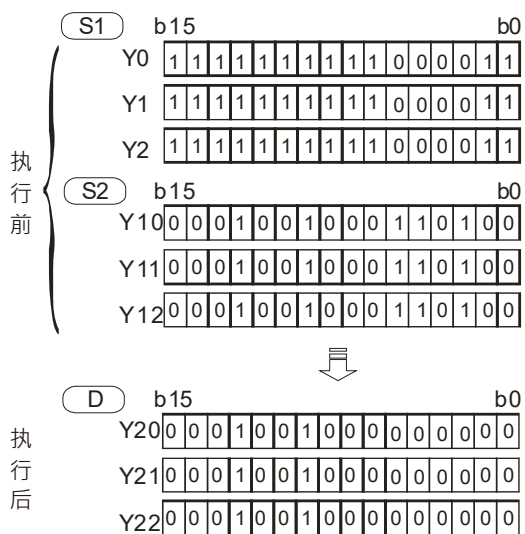 S1 b15 b0
Y0 1 1 1 1 1 1 1 1 1 1 0 0 0 0 1 1
Y1 1 1 1 1 1 1 1 1 1 1 0 0 0 0 1 1
Y2 1 1 1 1 1 1 1 1 1 1 0 0 0 0 1 1
执行前
S2 b15 b0
Y10 0 0 0 1 0 0 1 0 0 0 1 1 0 1 0 0
Y11 0 0 0 1 0 0 1 0 0 0 1 1 0 1 0 0
Y12 0 0 0 1 0 0 1 0 0 0 1 1 0 1 0 0
D b15 b0
执行后
Y20 0 0 0 1 0 0 1 0 0 0 0 0 0 0 0 0
Y21 0 0 0 1 0 0 1 0 0 0 0 0 0 0 0 0
Y22 0 0 0 1 0 0 1 0 0 0 0 0 0 0 0 0